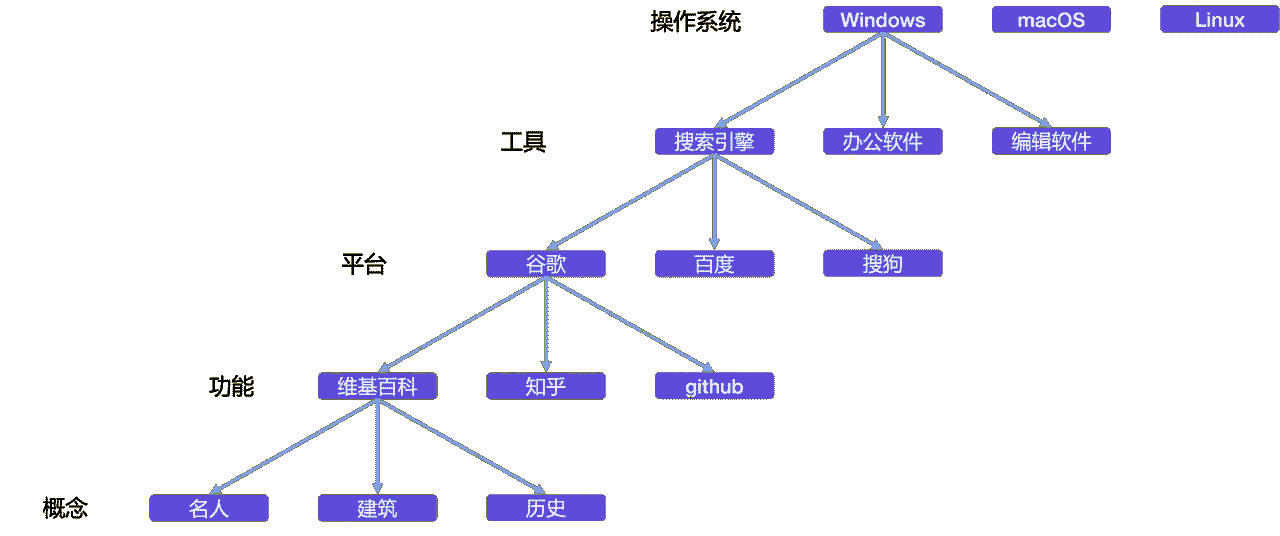 操作系统 Windows macOS Linux
工具 搜索引擎 办公软件 编辑软件
平台 谷歌 百度 搜狗
功能 维基百科 知乎 github
概念 名人 建筑 历史